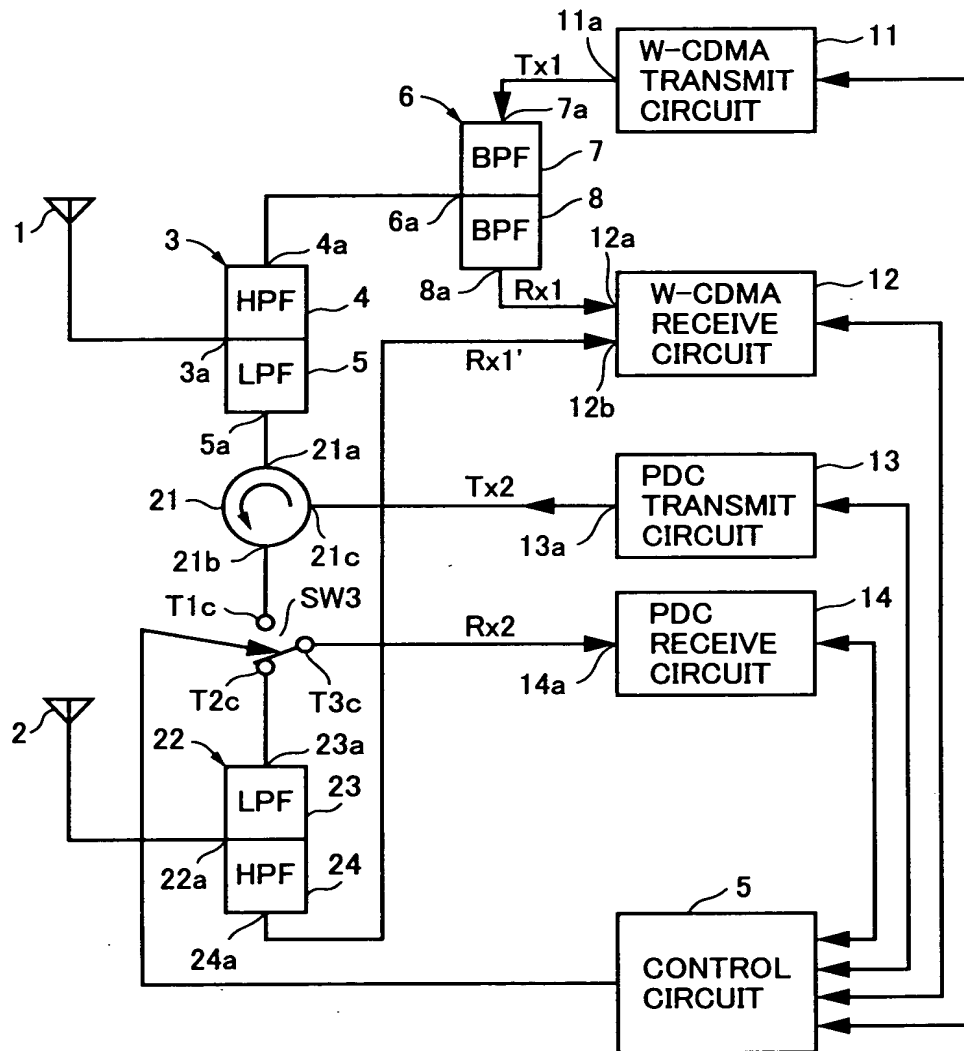 11a
11
W-CDMA
TRANSMIT
CIRCUIT
Tx1
6
7a
BPF
7
1
6a
8
BPF
3
4a
12a
8a
Rx1
12
HPF
4
W-CDMA
RECEIVE
CIRCUIT
3a
5
LPF
Rx1'
12b
5a
21a
13
21
Tx2
PDC
TRANSMIT
CIRCUIT
21b
21c
13a
T1c
SW3
14
Rx2
PDC
RECEIVE
CIRCUIT
T2c
T3c
14a
2
22
23a
LPF
23
22a
HPF
24
5
24a
CONTROL
CIRCUIT